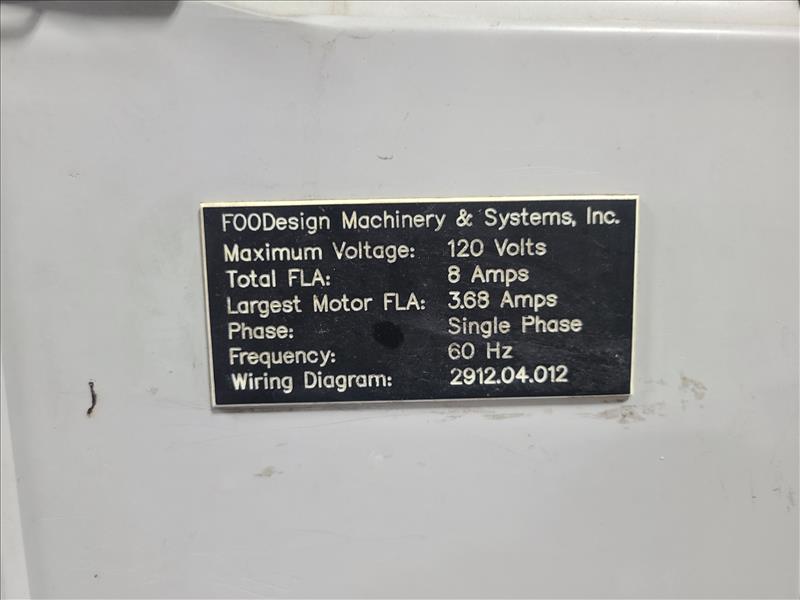 FOODesign Machinery & Systems, Inc.
Maximum Voltage: 120 Volts
Total FLA: 8 Amps
Largest Motor FLA: 3.68 Amps
Phase: Single Phase
Frequency: 60 Hz
Wiring Diagram: 2912.04.012